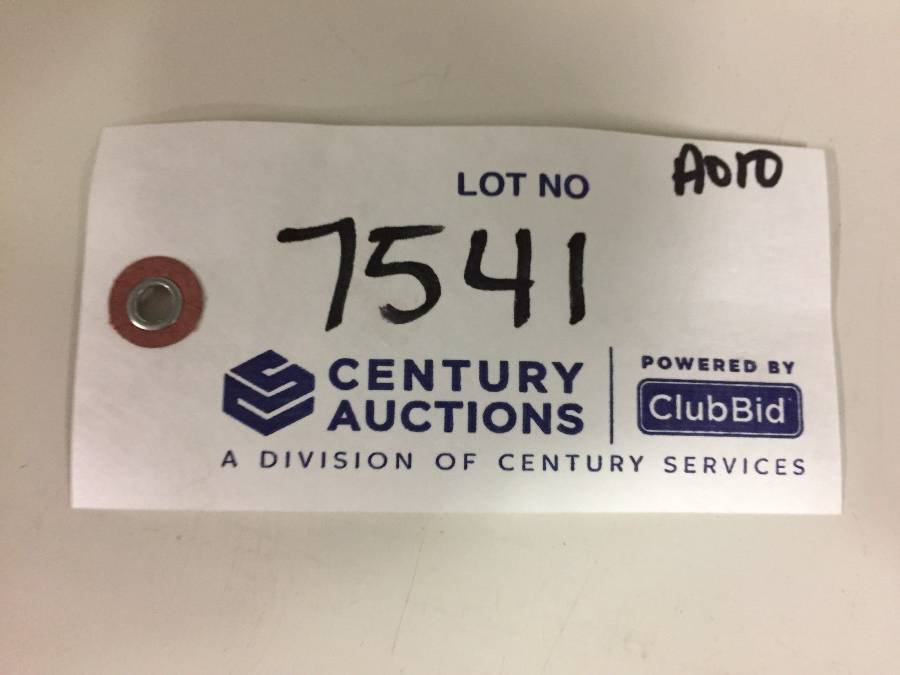 LOT NO
A010
7541
CENTURY
AUCTIONS
POWERED BY
ClubBid
A DIVISION OF CENTURY SERVICES